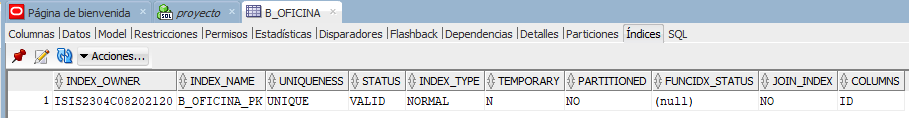 Página de bienvenida proyecto B_OFICINA
Columnas Datos Model Restricciones Permisos Estadísticas Disparadores Flashback Dependencias Detalles Particiones Índices SQL
Acciones...
INDEX_OWNER INDEX_NAME UNIQUENESS STATUS INDEX_TYPE TEMPORARY PARTITIONED FUNCIDX_STATUS JOIN_INDEX COLUMNS
1 ISIS2304C08202120 B_OFICINA_PK UNIQUE VALID NORMAL N NO (null) NO ID